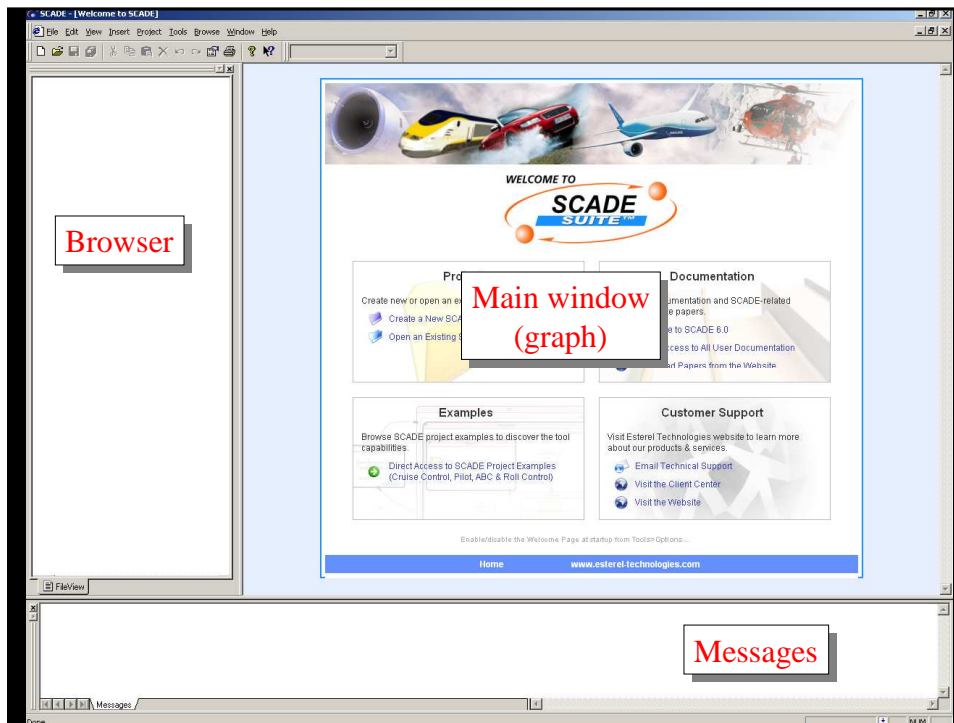 SCADE - [Welcome to SCADE]
File Edit View Insert Project Tools Browse Window Help
WELCOME TO
SCADE
SUITE™
Browser
Main window
(graph)
Create new or open an
Create a New
Open an Existing
Documentation
and SCADE-related
papers.
to SCADE 6.0
to All User Documentation
Papers from the Website
Examples
Browse SCADE project examples to discover the tool
capabilities.
Direct Access to SCADE Project Examples
(Cruise Control, Pilot, ABC & Roll Control)
Customer Support
Visit Esterel Technologies website to learn more
about our products & services.
Email Technical Support
Visit the Client Center
Visit the Website
Enable/disable the Welcome Page at startup from Tools>Options...
Home www.esterel-technologies.com
FileView
Messages
Messages
Done
NUM